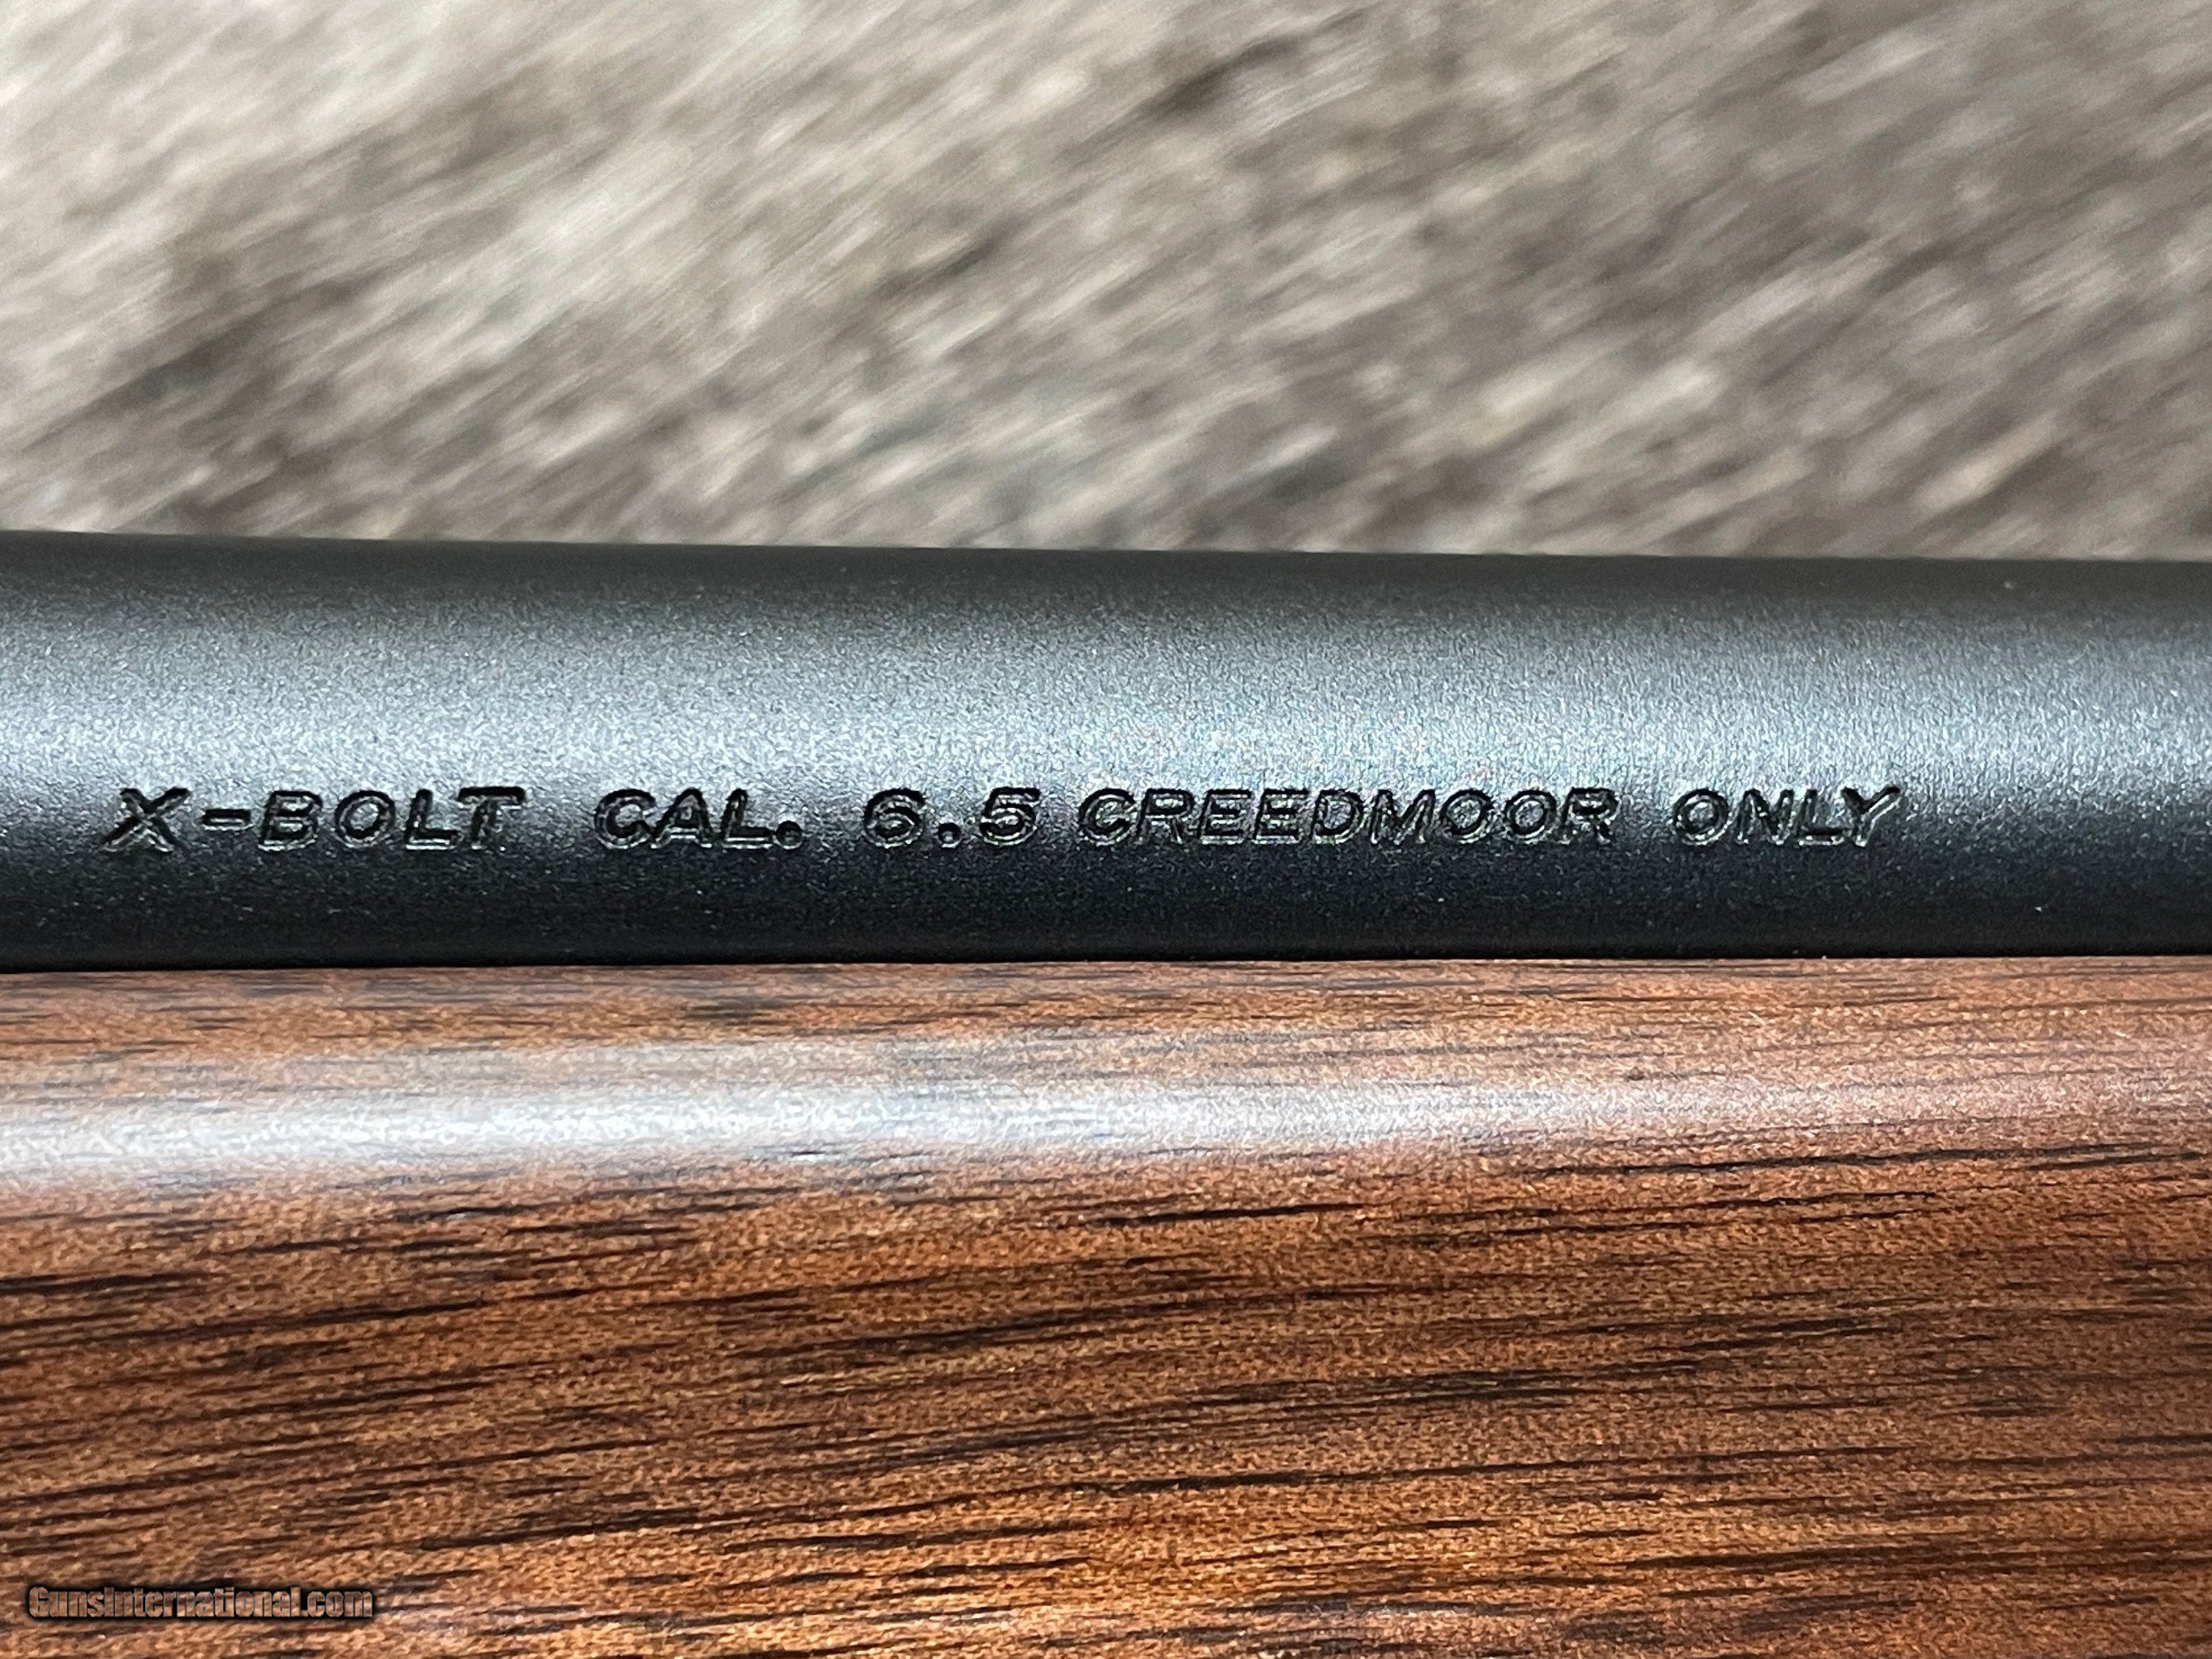 X-BOLT CAL. 6.5 CREEDMOOR ONLY
GunsInternational.com